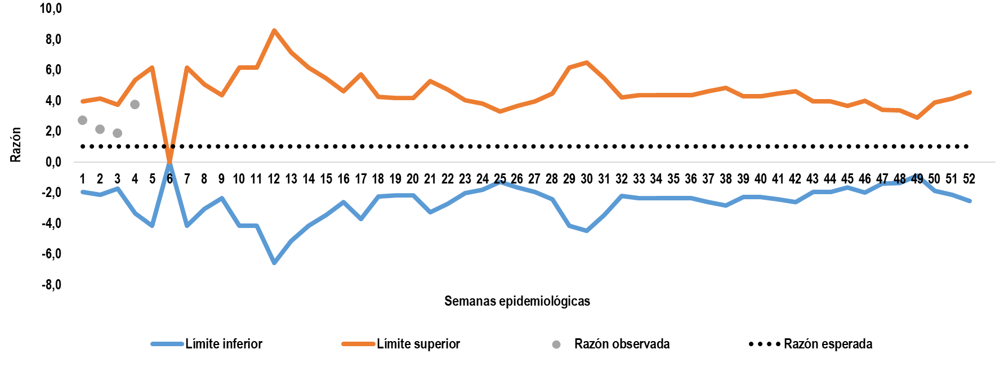 10,0
8,0
6,0
4,0
2,0
0,0
-2,0
-4,0
-6,0
-8,0
Razón
1 2 3 4 5 6 7 8 9 10 11 12 13 14 15 16 17 18 19 20 21 22 23 24 25 26 27 28 29 30 31 32 33 34 35 36 37 38 39 40 41 42 43 44 45 46 47 48 49 50 51 52
Semanas epidemiológicas
Límite inferior Límite superior Razón observada Razón esperada